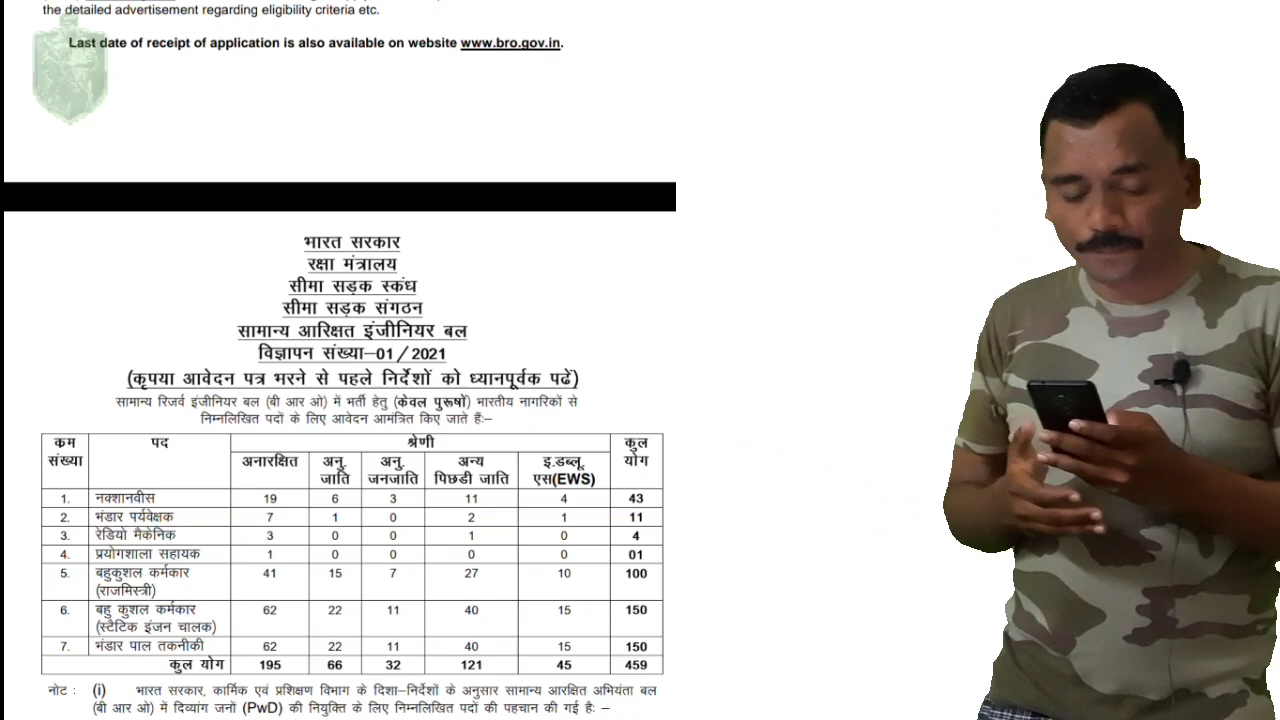 the detailed advertisement regarding eligibility criteria etc.
Last date of receipt of application is also available on website www.bro.gov.in.
भारत सरकार
रक्षा मंत्रालय
सीमा सड़क स्कंध
सीमा सड़क संगठन
सामान्य आरिक्षत इंजीनियर बल
विज्ञापन संख्या–01/2021
(कृपया आवेदन पत्र भरने से पहले निर्देशों को ध्यानपूर्वक पढें)
सामान्य रिजर्व इंजीनियर बल (बी आर ओ) में भर्ती हेतु (केवल पुरूषों) भारतीय नागरिकों से
निम्नलिखित पदों के लिए आवेदन आमंत्रित किए जाते हैः–
कम संख्या पद श्रेणी कुल योग
अनारक्षित अनु. जाति अनु. जनजाति अन्य पिछडी जाति इ.डब्लू. एस(EWS)
1. नक्शानवीस 19 6 3 11 4 43
2. भंडार पर्यवेक्षक 7 1 0 2 1 11
3. रेडियो मैकेनिक 3 0 0 1 0 4
4. प्रयोगशाला सहायक 1 0 0 0 0 01
5. बहुकुशल कर्मकार 41 15 7 27 10 100
(राजमिस्त्री)
6. बहु कुशल कर्मकार 62 22 11 40 15 150
(स्टैटिक इंजन चालक)
7. भंडार पाल तकनीकी 62 22 11 40 15 150
कुल योग 195 66 32 121 45 459
नोट : (i) भारत सरकार, कार्मिक एवं प्रशिक्षण विभाग के दिशा–निर्देशों के अनुसार सामान्य आरक्षित अभियंता बल
(बी आर ओ) में दिव्यांग जनों (PwD) की नियुक्ति के लिए निम्नलिखित पदों की पहचान की गई हैः –